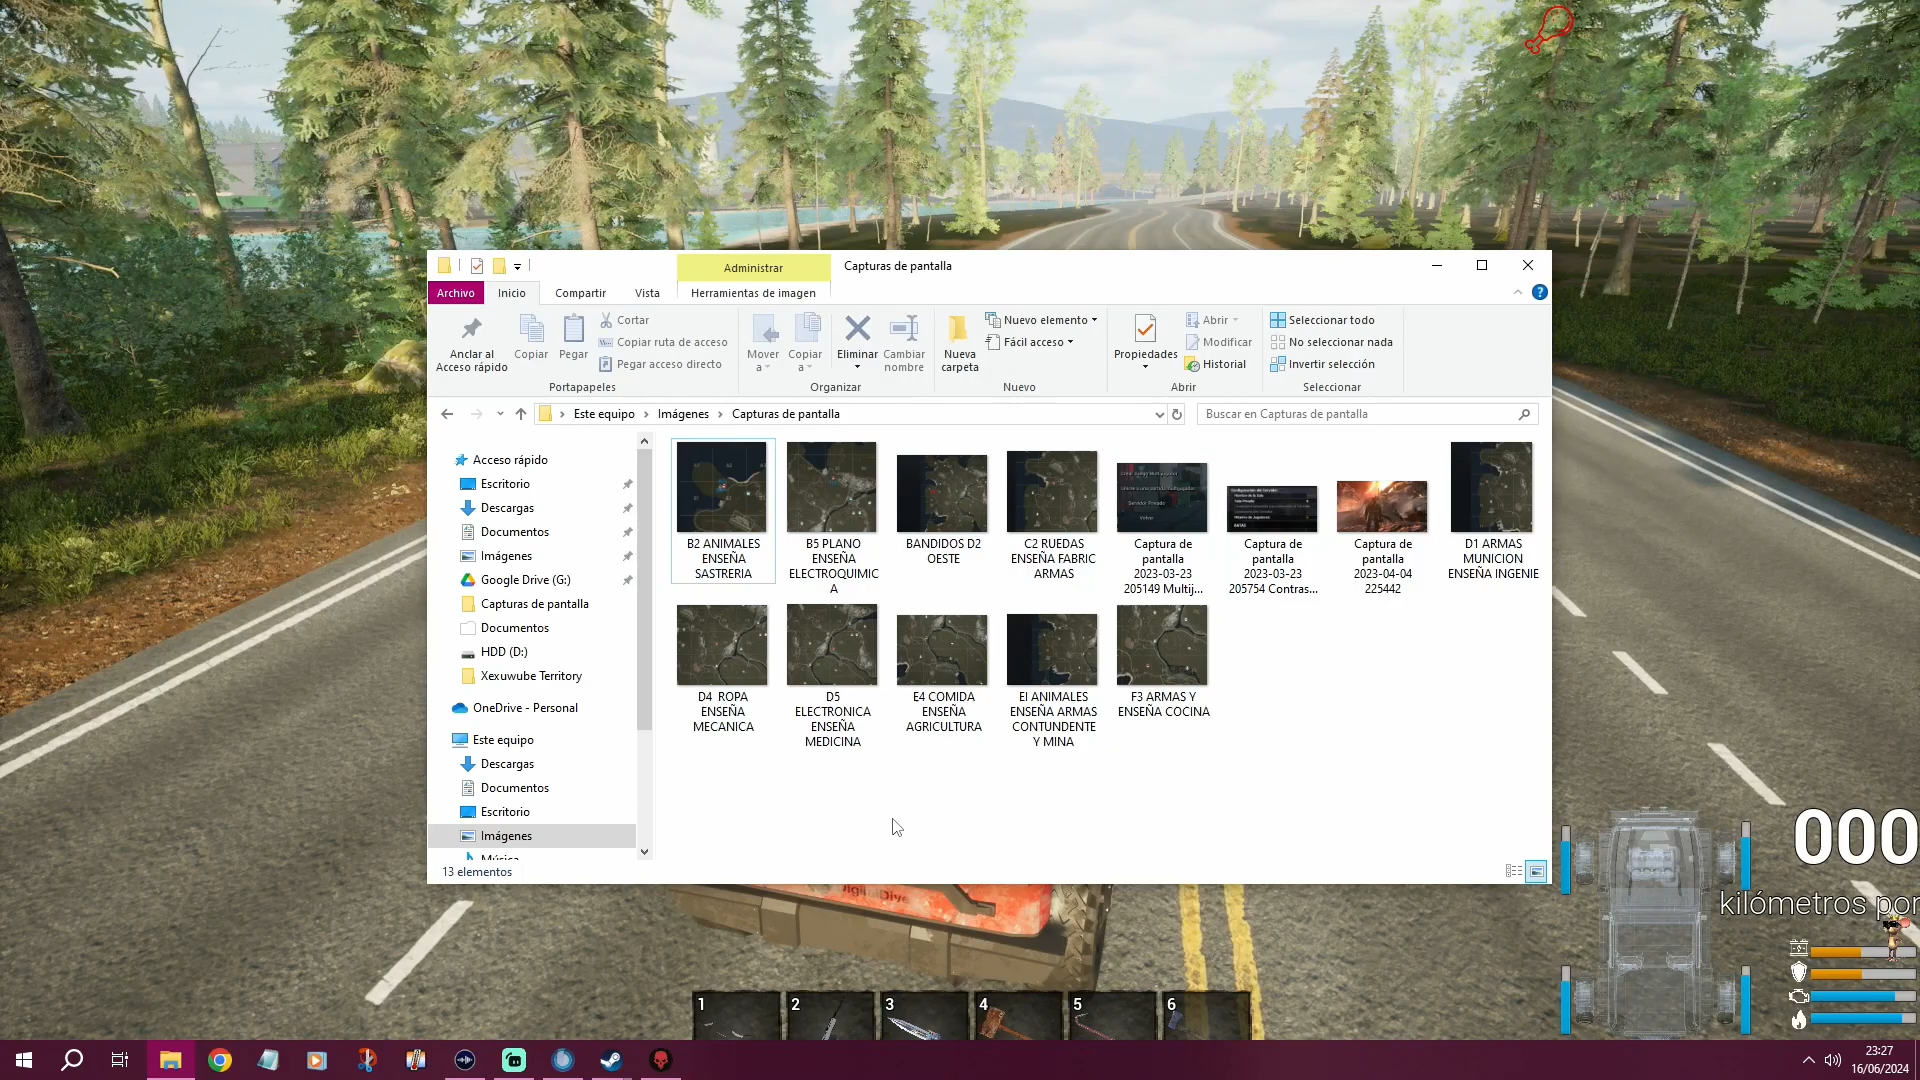 Administrar
Capturas de pantalla
Archivo
Inicio
Compartir
Vista
Herramientas de imagen
Anclar al
Acceso rápido
Copiar
Pegar
Cortar
Copiar ruta de acceso
Pegar acceso directo
Portapapeles
Mover
a
Copiar
a
Eliminar
Cambiar
nombre
Organizar
Nueva
carpeta
Nuevo elemento
Fácil acceso
Nuevo
Propiedades
Abrir
Modificar
Historial
Abrir
Seleccionar todo
No seleccionar nada
Invertir selección
Seleccionar
Este equipo
Imágenes
Capturas de pantalla
Buscar en Capturas de pantalla
Acceso rápido
Escritorio
Descargas
Documentos
Imágenes
Google Drive (G:)
Capturas de pantalla
Documentos
HDD (D:)
Xexuwube Territory
OneDrive - Personal
Este equipo
Descargas
Documentos
Escritorio
Imágenes
Música
B2 ANIMALES
ENSEÑA
SASTRERIA
B5 PLANO
ENSEÑA
ELECTROQUIMIC
A
BANDIDOS D2
OESTE
C2 RUEDAS
ENSEÑA FABRIC
ARMAS
Captura de
pantalla
2023-03-23
205149 Multij...
Captura de
pantalla
2023-03-23
205754 Contras...
Captura de
pantalla
2023-04-04
225442
D1 ARMAS
MUNICION
ENSEÑA INGENIE
D4 ROPA
ENSEÑA
MECANICA
D5
ELECTRONICA
ENSEÑA
MEDICINA
E4 COMIDA
ENSEÑA
AGRICULTURA
EI ANIMALES
ENSEÑA ARMAS
CONTUNDENTE
Y MINA
F3 ARMAS Y
ENSEÑA COCINA
13 elementos
000
kilómetros por
1
2
3
4
5
6
23:27
16/06/2024